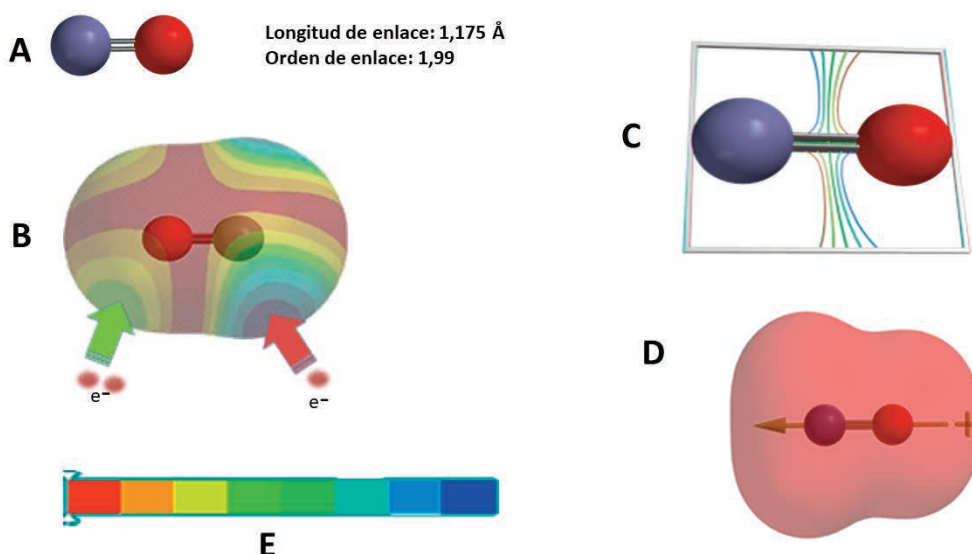 A
Longitud de enlace: 1,175 Å
Orden de enlace: 1,99
C
B
e⁻
e⁻
D
E